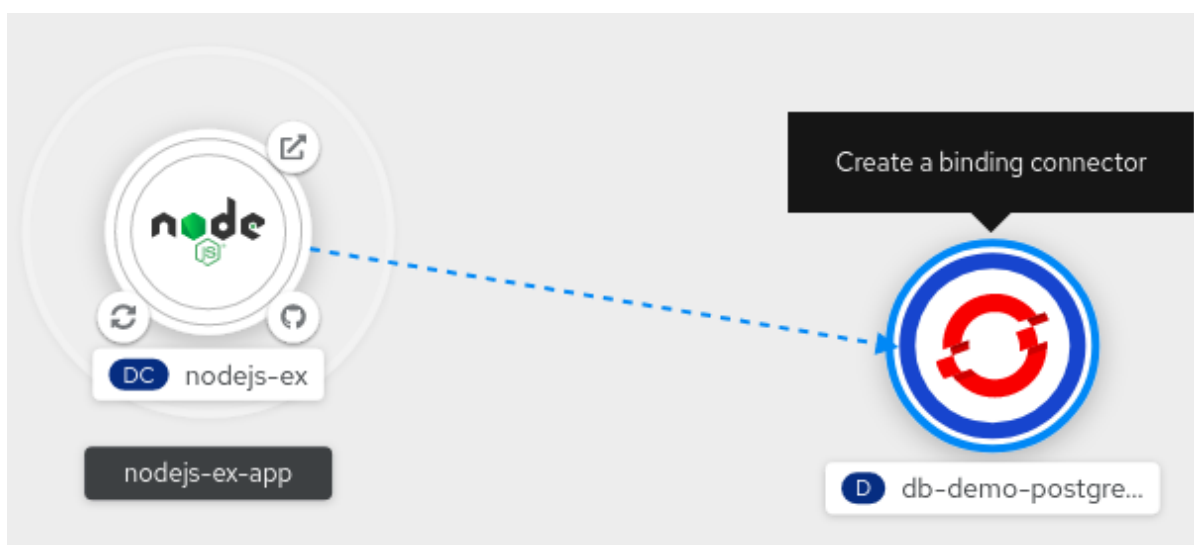 Create a binding connector
node
JS
DC nodejs-ex
nodejs-ex-app
D db-demo-postgre...